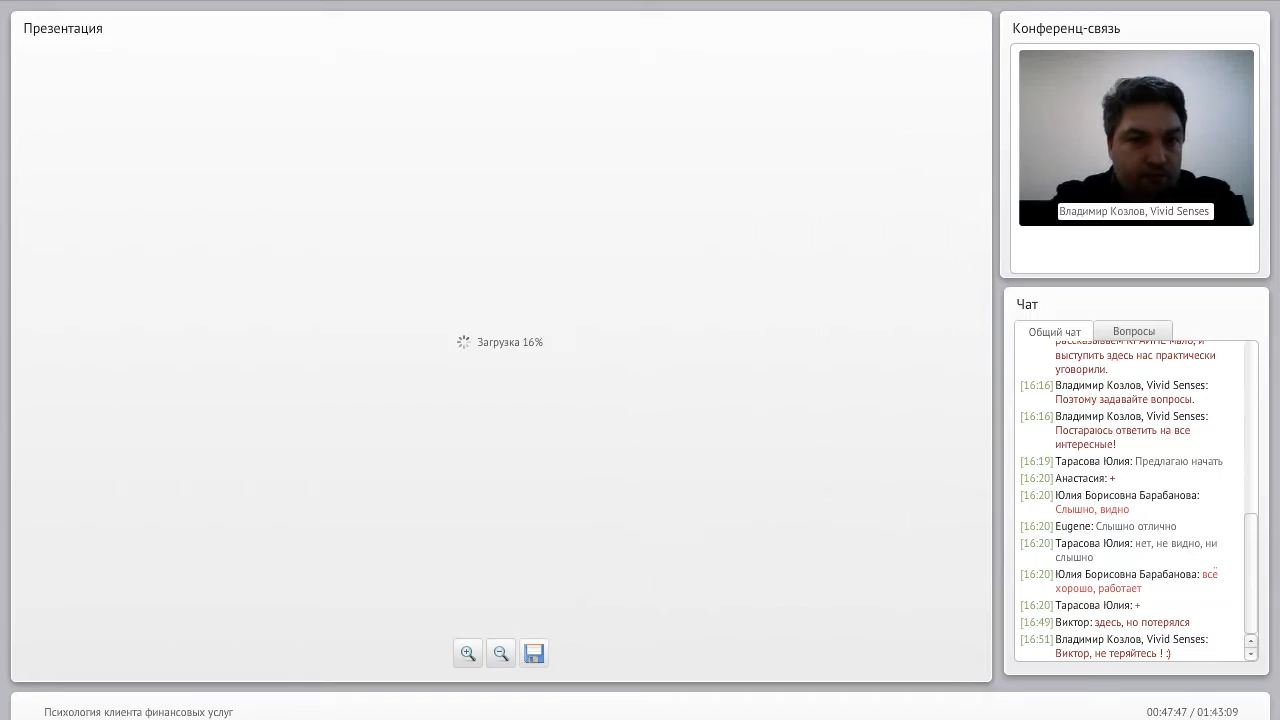 Презентация
Загрузка 16%
Конференц-связь
Владимир Козлов, Vivid Senses
Чат
Общий чат
Вопросы
рассказываем КРАЙНЕ мало, и
выступить здесь нас практически
уговорили.
[16:16] Владимир Козлов, Vivid Senses:
Поэтому задавайте вопросы.
[16:16] Владимир Козлов, Vivid Senses:
Постараюсь ответить на все
интересные!
[16:19] Тарасова Юлия: Предлагаю начать
[16:20] Анастасия: +
[16:20] Юлия Борисовна Барабанова:
Слышно, видно
[16:20] Eugene: Слышно отлично
[16:20] Тарасова Юлия: нет, не видно, ни
слышно
[16:20] Юлия Борисовна Барабанова: всё
хорошо, работает
[16:20] Тарасова Юлия: +
[16:49] Виктор: здесь, но потерялся
[16:51] Владимир Козлов, Vivid Senses:
Виктор, не теряйтесь ! :)
Психология клиента финансовых услуг
00:47:47 / 01:43:09